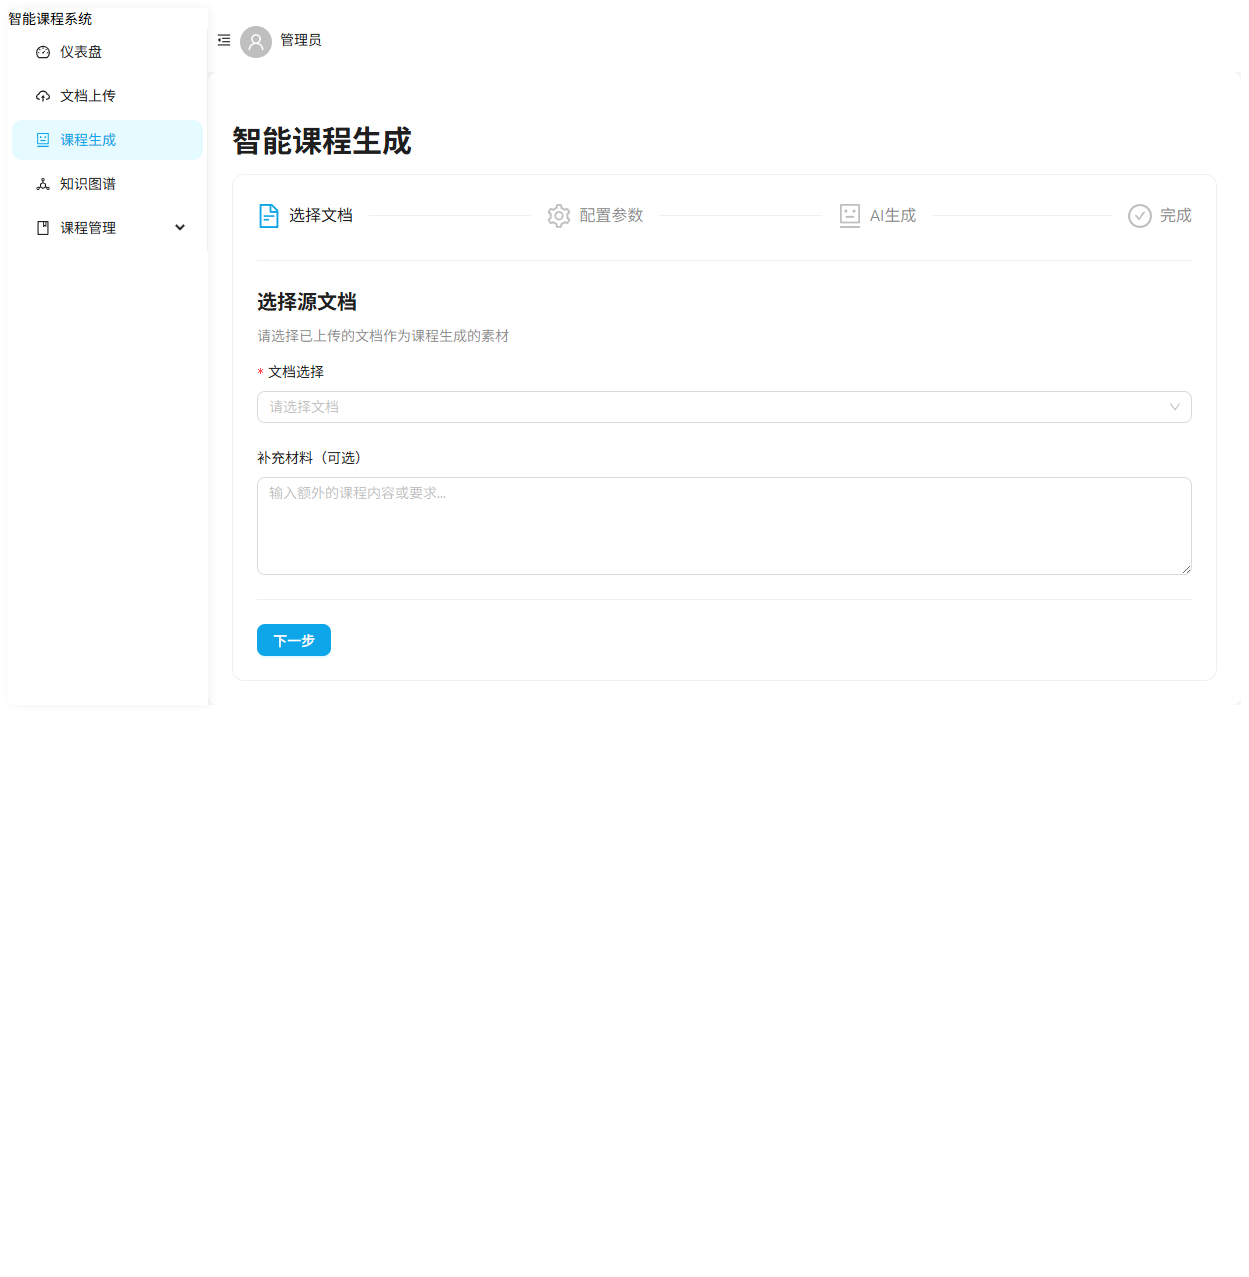 智能课程系统
仪表盘
文档上传
课程生成
知识图谱
课程管理
管理员
智能课程生成
选择文档
配置参数
AI生成
完成
选择源文档
请选择已上传的文档作为课程生成的素材
* 文档选择
请选择文档
补充材料（可选）
输入额外的课程内容或要求...
下一步